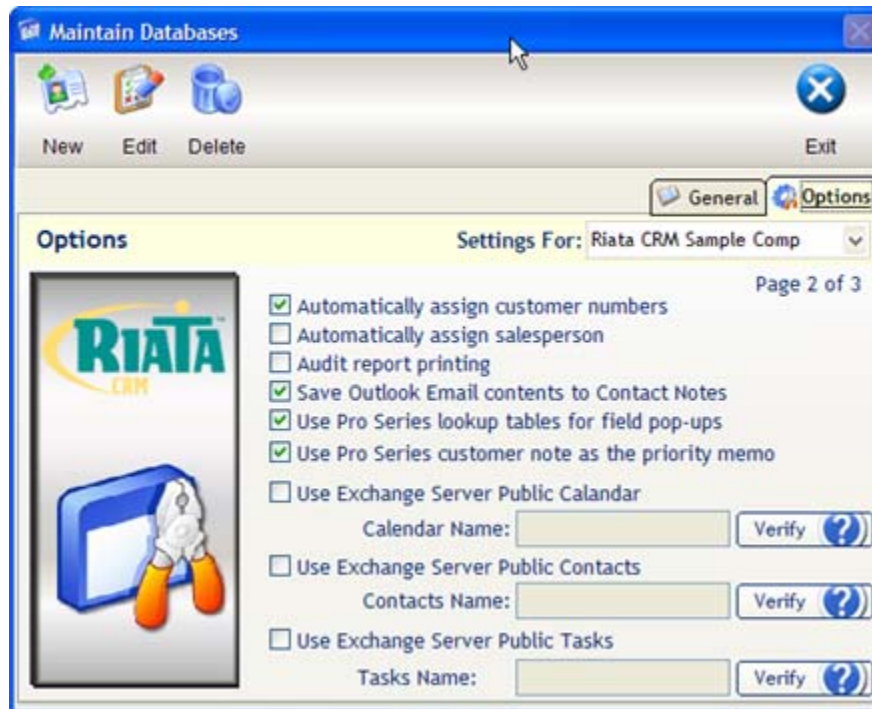 Maintain Databases
New Edit Delete Exit
General Options
Options Settings For: Riata CRM Sample Comp
Page 2 of 3
RIATA™
CRM
Automatically assign customer numbers
Automatically assign salesperson
Audit report printing
Save Outlook Email contents to Contact Notes
Use Pro Series lookup tables for field pop-ups
Use Pro Series customer note as the priority memo
Use Exchange Server Public Calandar
Calendar Name: Verify ?
Use Exchange Server Public Contacts
Contacts Name: Verify ?
Use Exchange Server Public Tasks
Tasks Name: Verify ?